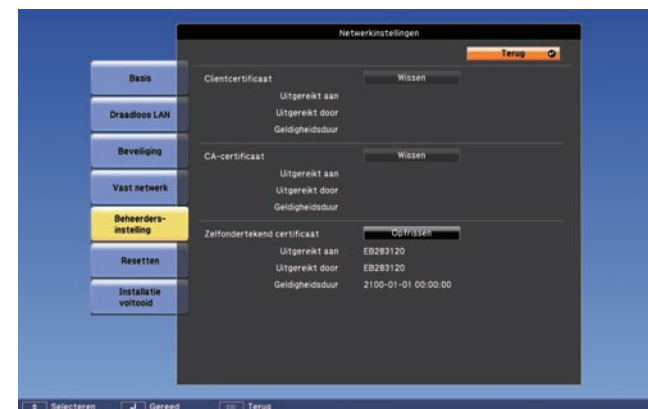 Netwerkinstellingen
Terug
Basis
Draadloos LAN
Beveiliging
Vast netwerk
Beheerders-
instelling
Resetten
Installatie
voltooid
Clientcertificaat Wissen
Uitgereikt aan
Uitgereikt door
Geldigheidsduur
CA-certificaat Wissen
Uitgereikt aan
Uitgereikt door
Geldigheidsduur
Zelfondertekend certificaat Opfrissen
Uitgereikt aan EB283120
Uitgereikt door EB283120
Geldigheidsduur 2100-01-01 00:00:00
Selecteren Gereed Terug